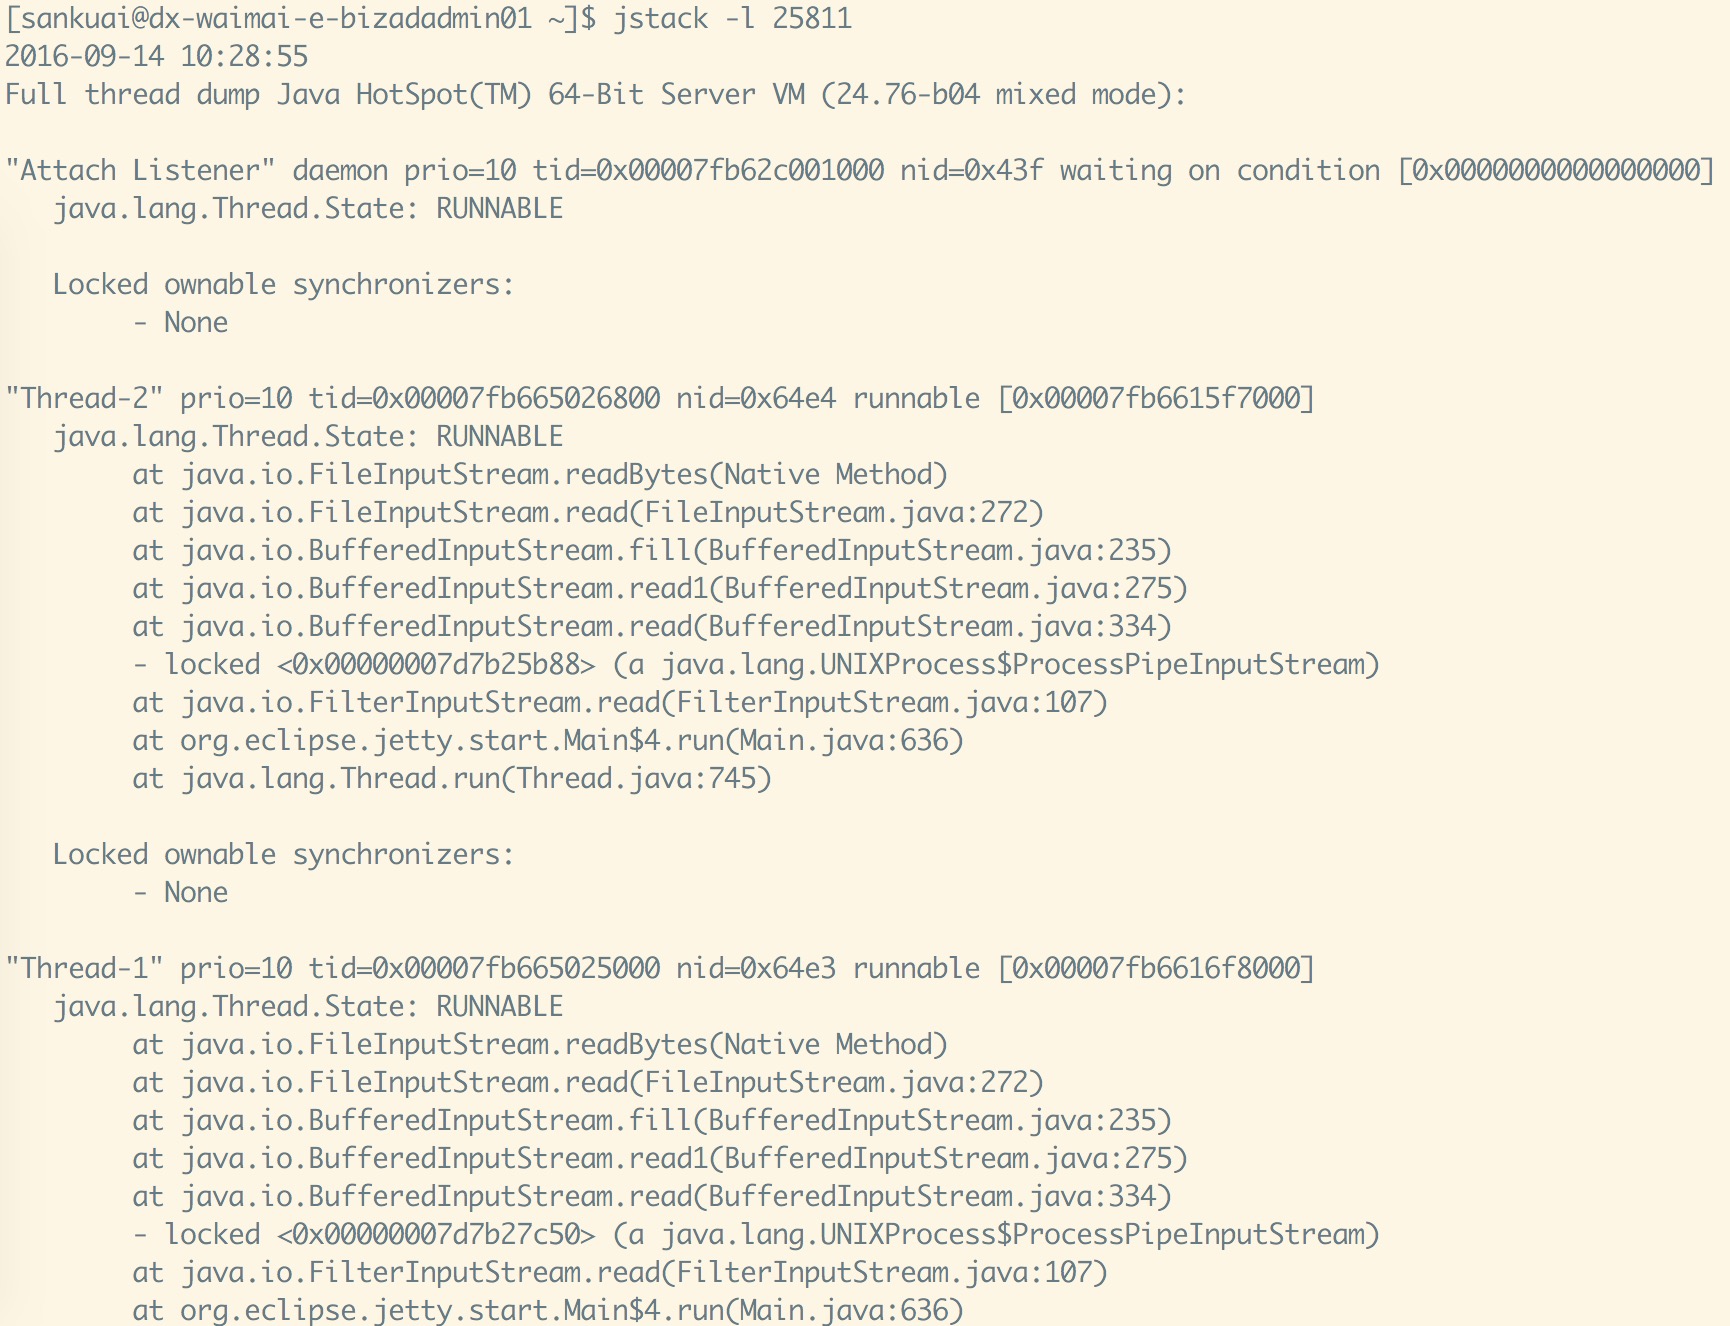 [sankuai@dx-waimai-e-bizadadmin01 ~]$ jstack -l 25811
2016-09-14 10:28:55
Full thread dump Java HotSpot(TM) 64-Bit Server VM (24.76-b04 mixed mode):
"Attach Listener" daemon prio=10 tid=0x00007fb62c001000 nid=0x43f waiting on condition [0x0000000000000000]
java.lang.Thread.State: RUNNABLE
Locked ownable synchronizers:
- None
"Thread-2" prio=10 tid=0x00007fb665026800 nid=0x64e4 runnable [0x00007fb6615f7000]
java.lang.Thread.State: RUNNABLE
at java.io.FileInputStream.readBytes(Native Method)
at java.io.FileInputStream.read(FileInputStream.java:272)
at java.io.BufferedInputStream.fill(BufferedInputStream.java:235)
at java.io.BufferedInputStream.read1(BufferedInputStream.java:275)
at java.io.BufferedInputStream.read(BufferedInputStream.java:334)
- locked <0x00000007d7b25b88> (a java.lang.UNIXProcess$ProcessPipeInputStream)
at java.io.FilterInputStream.read(FilterInputStream.java:107)
at org.eclipse.jetty.start.Main$4.run(Main.java:636)
at java.lang.Thread.run(Thread.java:745)
Locked ownable synchronizers:
- None
"Thread-1" prio=10 tid=0x00007fb665025000 nid=0x64e3 runnable [0x00007fb6616f8000]
java.lang.Thread.State: RUNNABLE
at java.io.FileInputStream.readBytes(Native Method)
at java.io.FileInputStream.read(FileInputStream.java:272)
at java.io.BufferedInputStream.fill(BufferedInputStream.java:235)
at java.io.BufferedInputStream.read1(BufferedInputStream.java:275)
at java.io.BufferedInputStream.read(BufferedInputStream.java:334)
- locked <0x00000007d7b27c50> (a java.lang.UNIXProcess$ProcessPipeInputStream)
at java.io.FilterInputStream.read(FilterInputStream.java:107)
at org.eclipse.jetty.start.Main$4.run(Main.java:636)